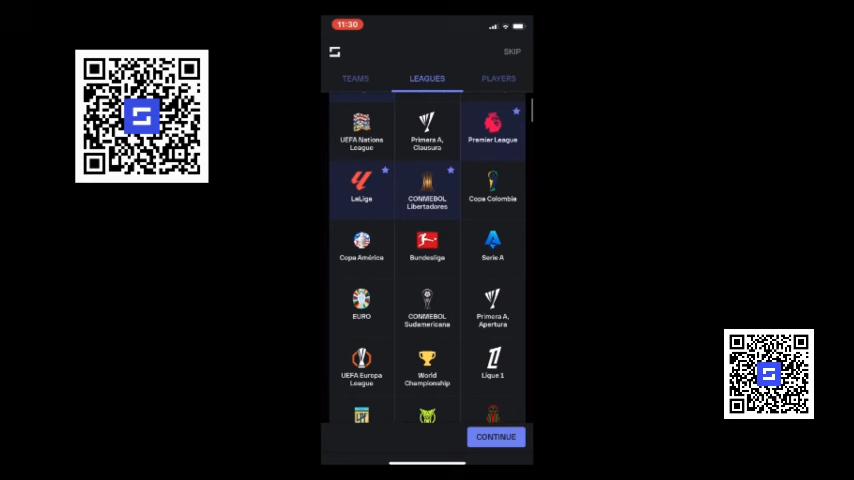 11:30
SKIP
TEAMS LEAGUES PLAYERS
UEFA Nations
League
Primera A,
Clausura
Premier League
LaLiga
CONMEBOL
Libertadores
Copa Colombia
Copa América
Bundesliga
Serie A
EURO
CONMEBOL
Sudamericana
Primera A,
Apertura
UEFA Europa
League
World
Championship
Ligue 1
CONTINUE